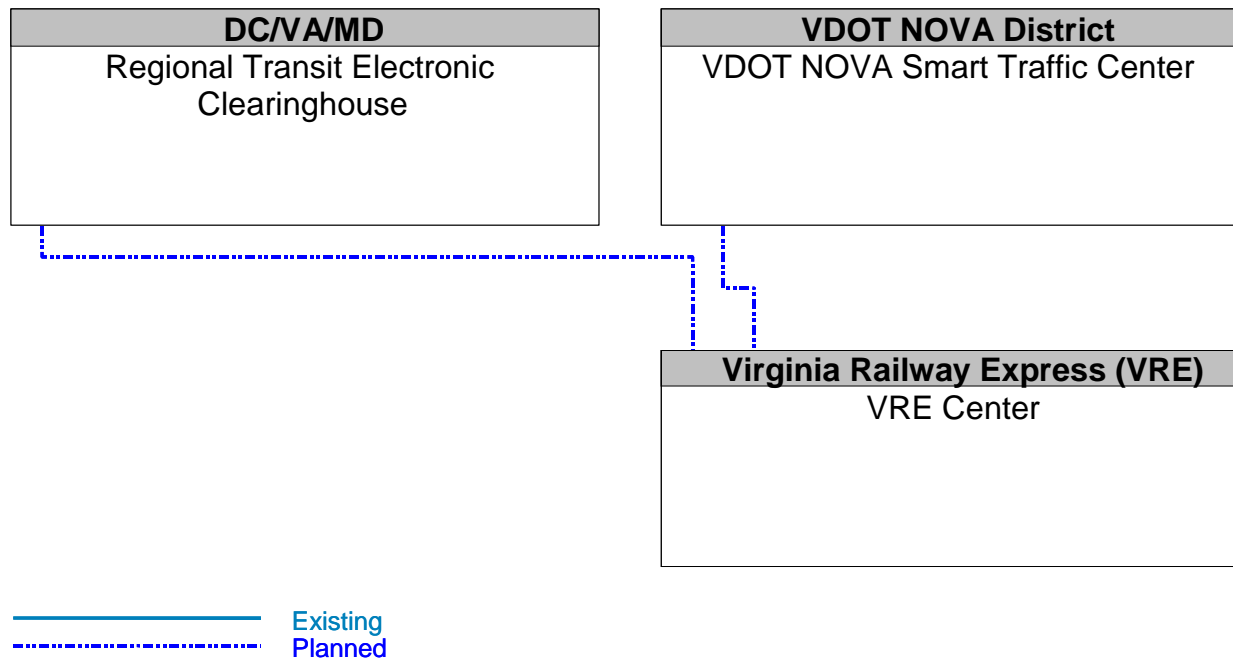 DC/VA/MD
Regional Transit Electronic
Clearinghouse
VDOT NOVA District
VDOT NOVA Smart Traffic Center
Virginia Railway Express (VRE)
VRE Center
Existing
Planned